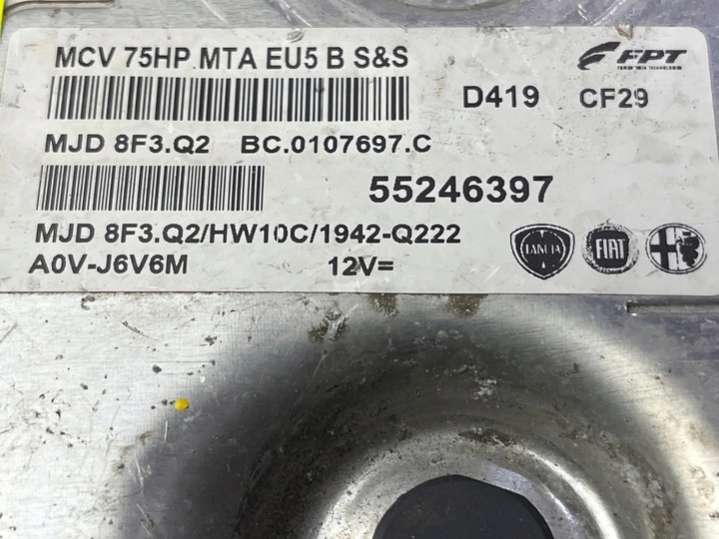 MCV 75HP MTA EU5 B S&S
FPT
D419 CF29
MJD 8F3.Q2 BC.0107697.C
55246397
MJD 8F3.Q2/HW10C/1942-Q222
LANCIA FIAT
A0V-J6V6M 12V=